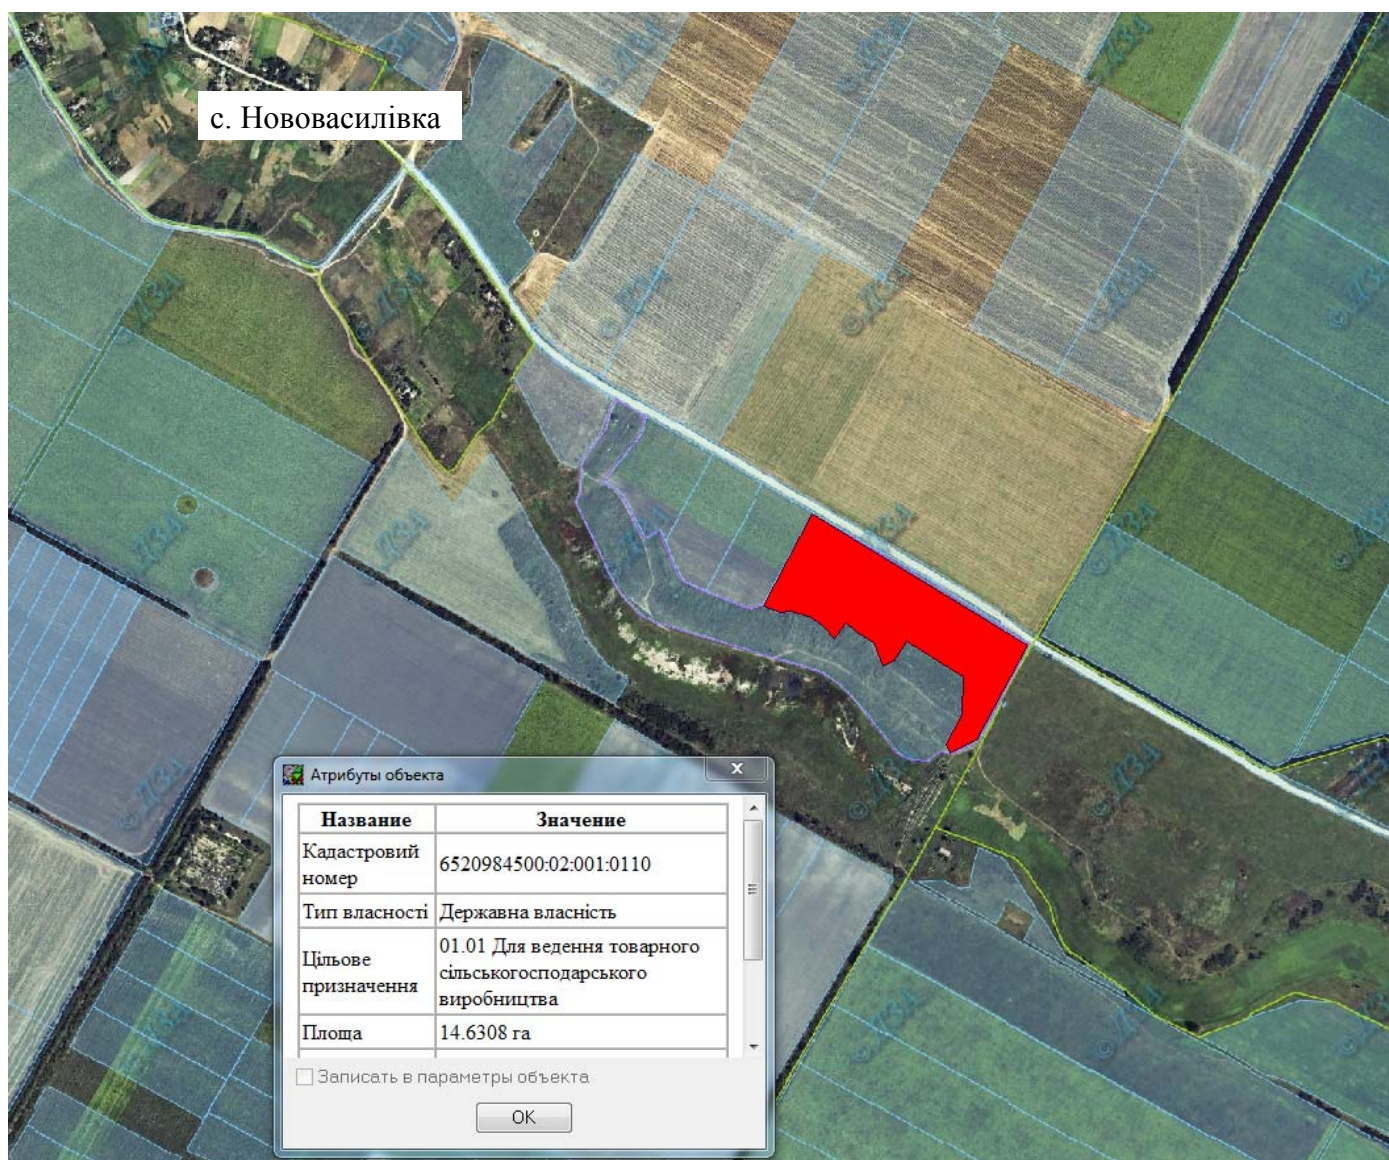 с. Нововасилівка
Атрибуты объекта
Название Значение
Кадастровий номер 6520984500:02:001:0110
Тип власності Державна власність
Цільове призначення 01.01 Для ведення товарного сільськогосподарського виробництва
Площа 14.6308 га
Записать в параметры объекта
OK
© ДЗА